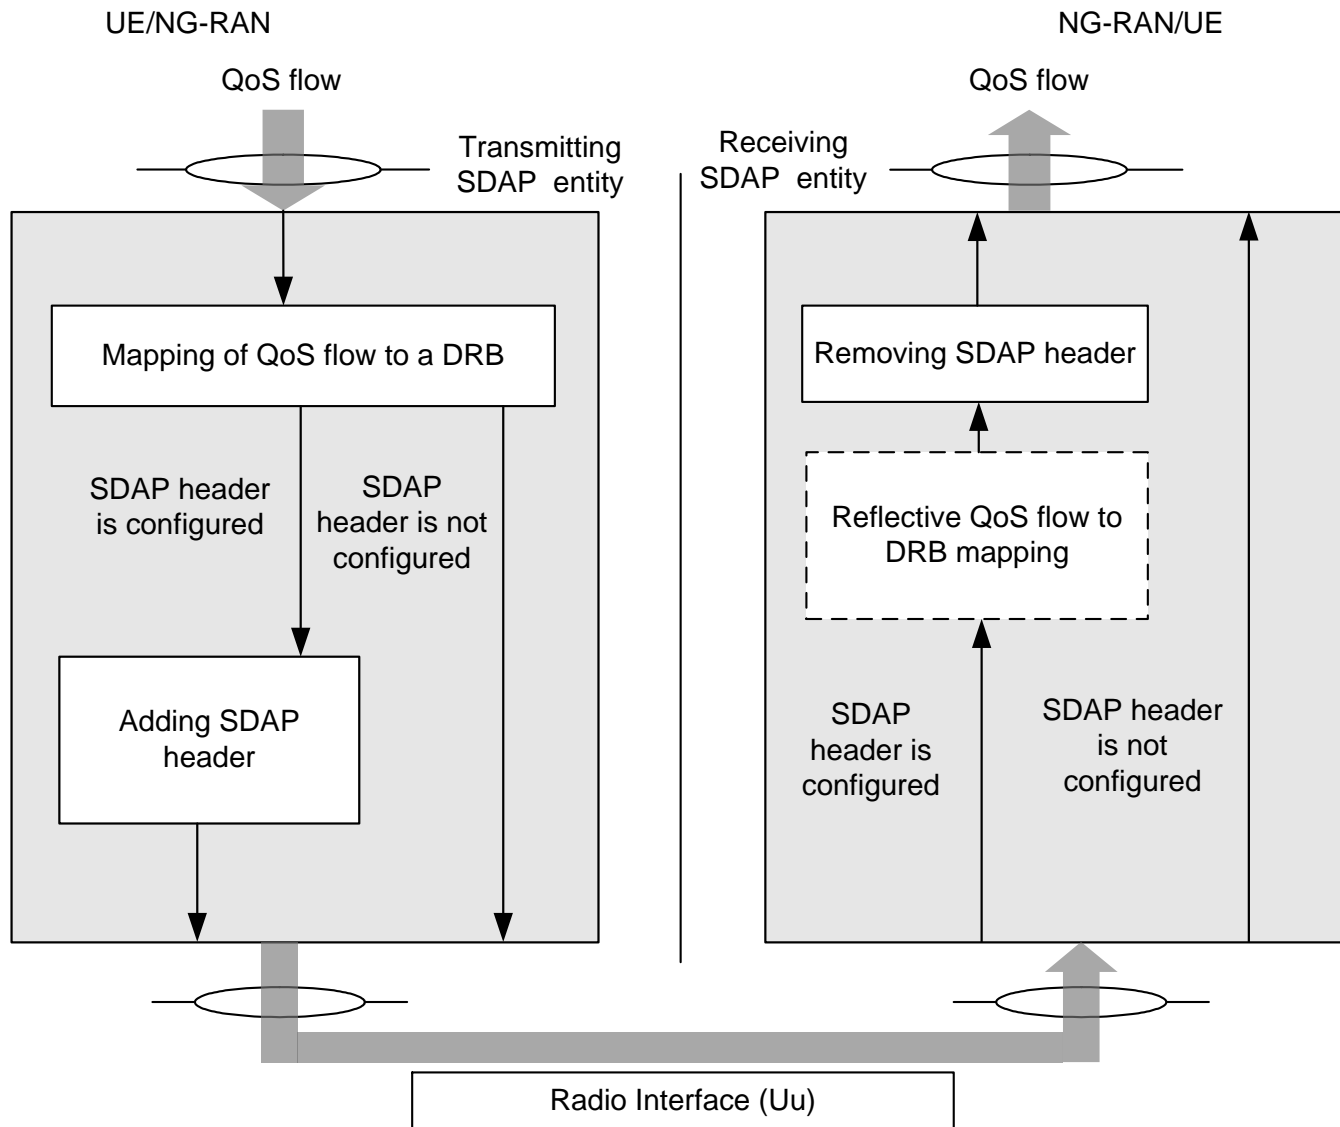 UE/NG-RAN
NG-RAN/UE
QoS flow
QoS flow
Transmitting
SDAP entity
Receiving
SDAP entity
Mapping of QoS flow to a DRB
SDAP header
is configured
SDAP
header is not
configured
Adding SDAP
header
Removing SDAP header
Reflective QoS flow to
DRB mapping
SDAP
header is
configured
SDAP header
is not
configured
Radio Interface (Uu)